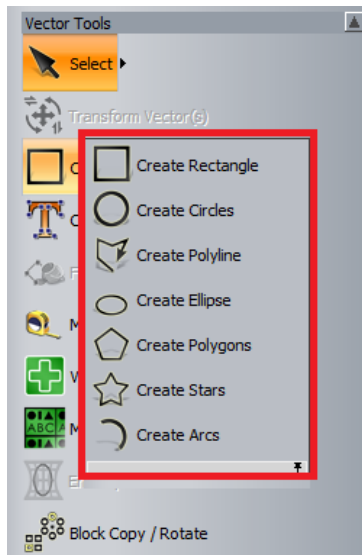 Vector Tools
Select
Transform Vector(s)
Create Rectangle
Create Circles
Create Polyline
Create Ellipse
Create Polygons
Create Stars
Create Arcs
Block Copy / Rotate